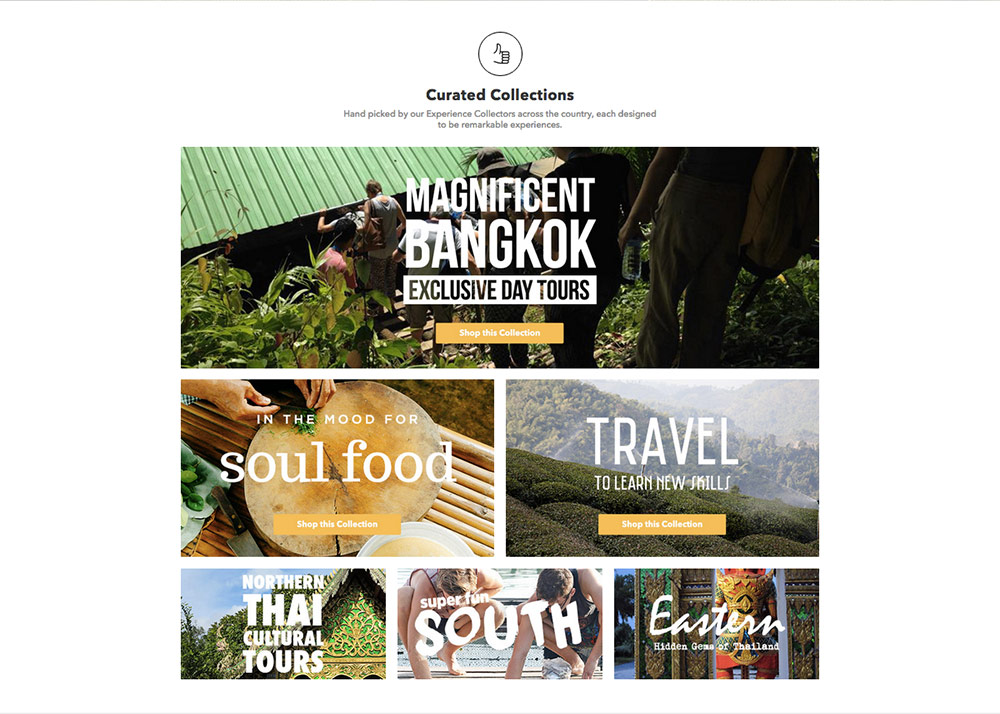 Curated Collections
Hand picked by our Experience Collectors across the country, each designed
to be remarkable experiences.
MAGNIFICENT
BANGKOK
EXCLUSIVE DAY TOURS
Shop this Collection
IN THE MOOD FOR
soul food
Shop this Collection
TRAVEL
TO LEARN NEW SKILLS
Shop this Collection
NORTHERN
THAI
CULTURAL
TOURS
super fun
SOUTH
Eastern
Hidden Gems of Thailand